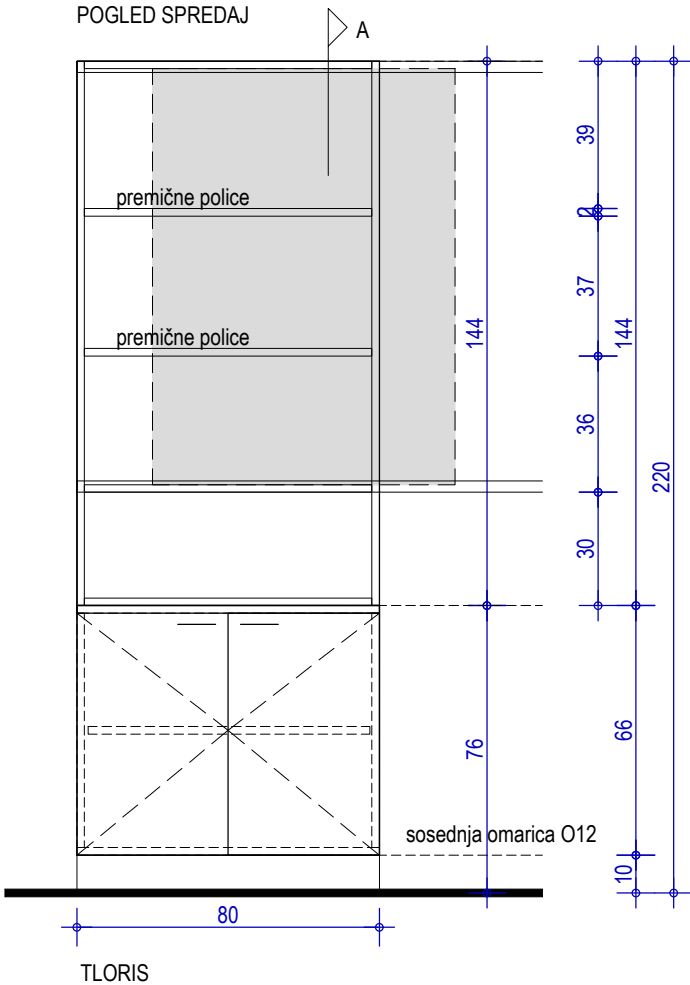 POGLED SPREDAJ
A
39
premične police
2
37
premične police
144
144
36
220
30
76
66
sosednja omarica O12
10
80
TLORIS